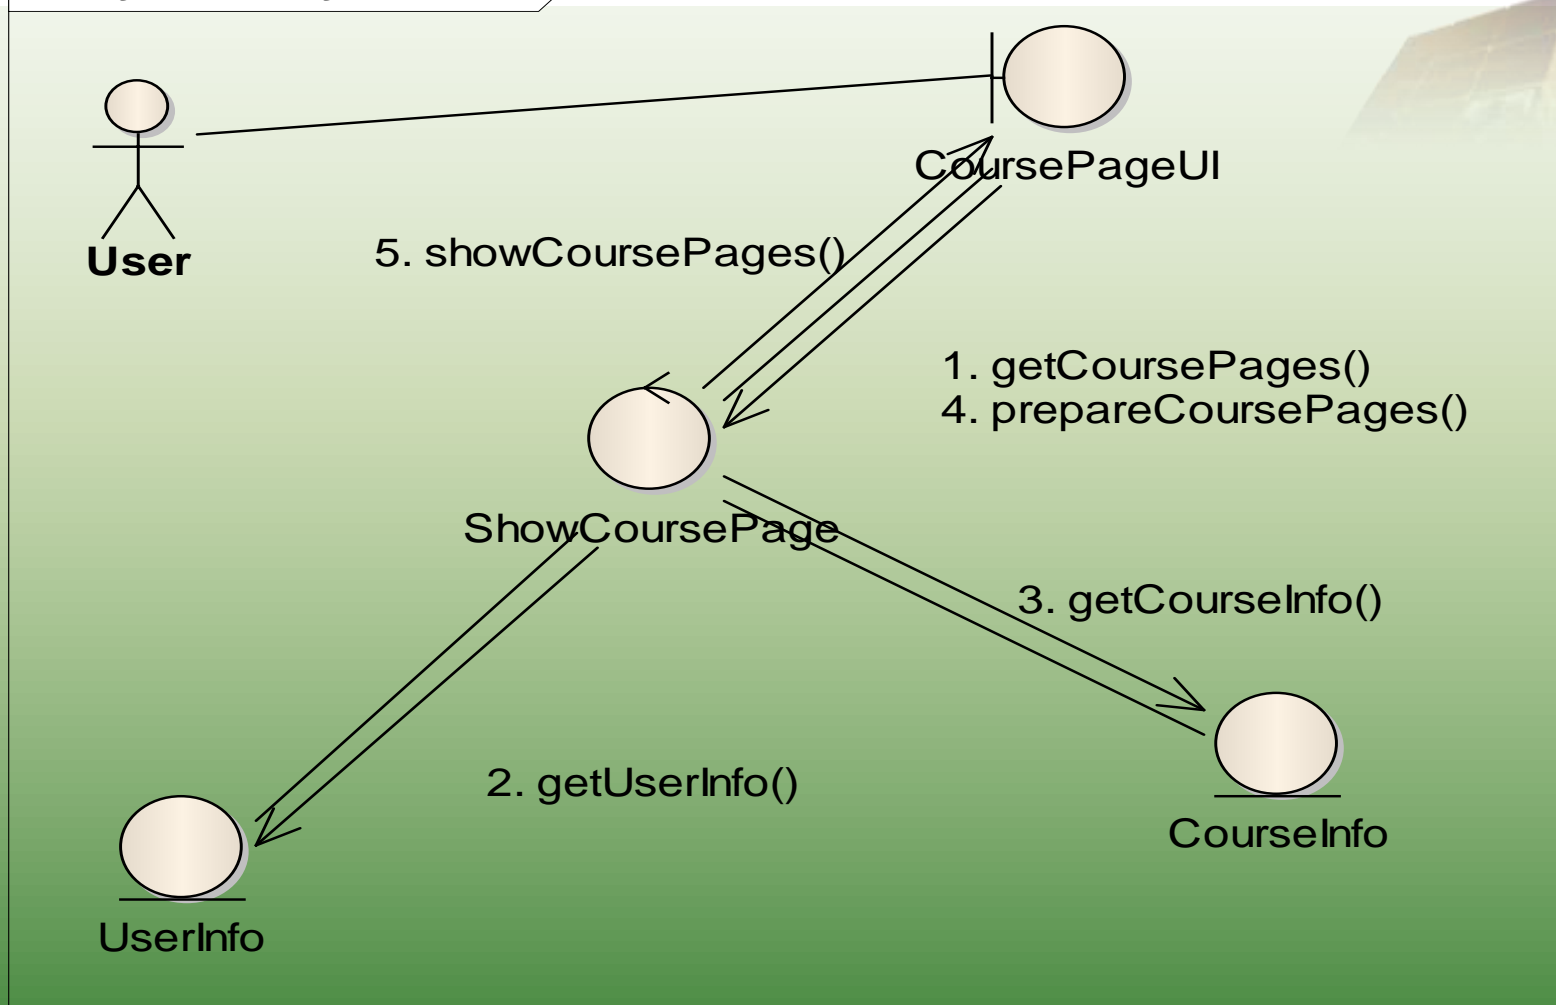 CoursePageUI
User
5. showCoursePages()
1. getCoursePages()
4. prepareCoursePages()
ShowCoursePage
3. getCourseInfo()
2. getUserInfo()
CourseInfo
UserInfo